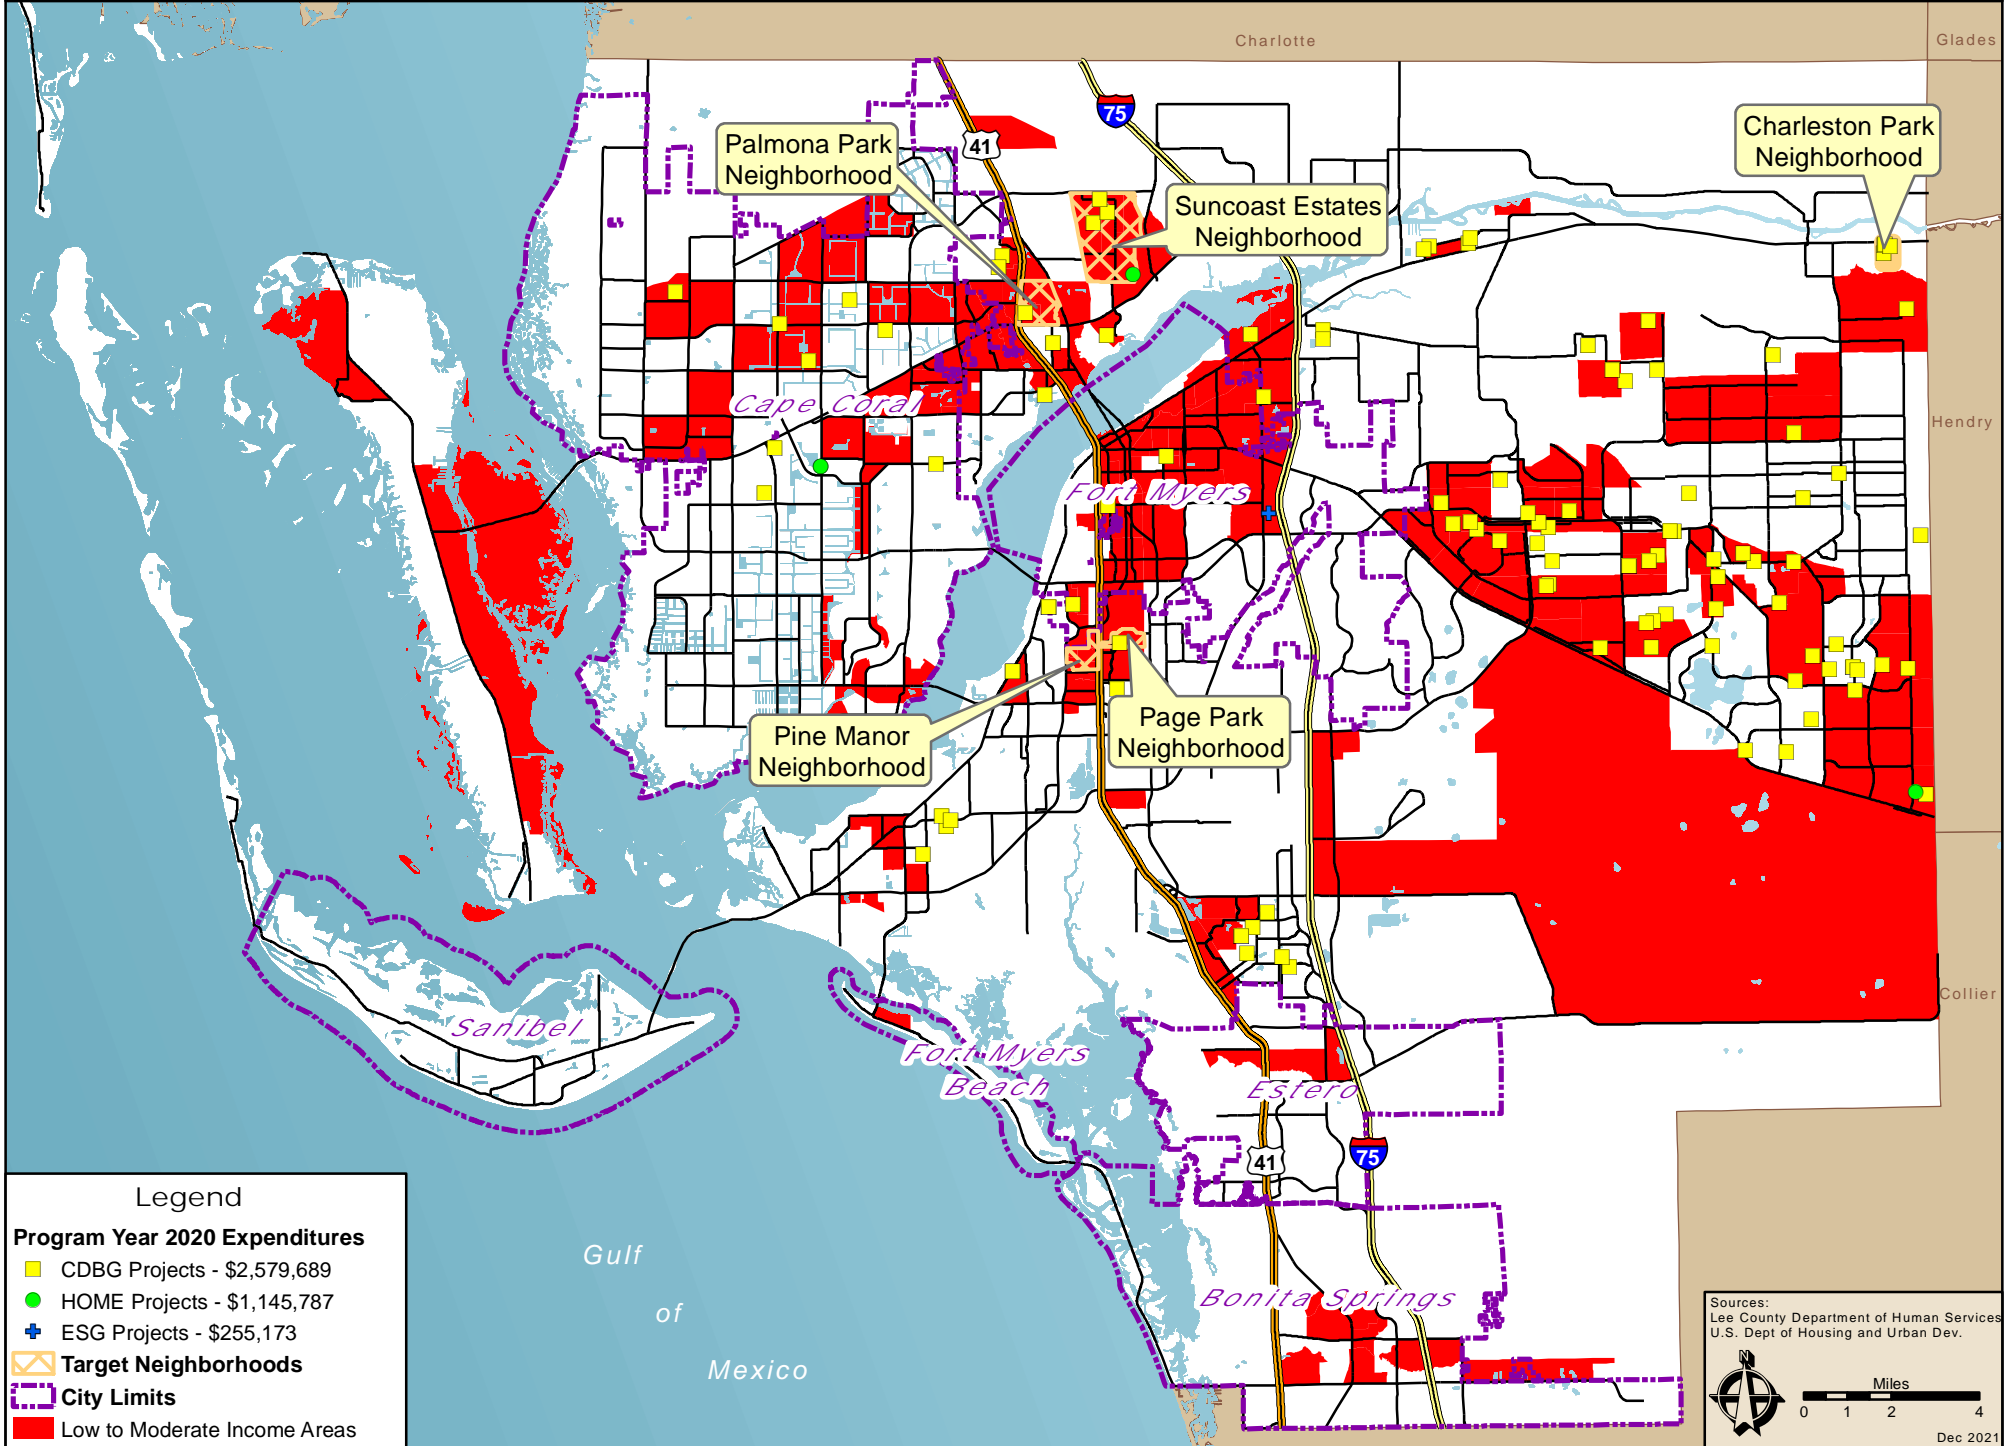 Charlotte
Glades
75
41
Palmona Park
Neighborhood
Charleston Park
Neighborhood
Suncoast Estates
Neighborhood
Cape Coral
Hendry
Fort Myers
Pine Manor
Neighborhood
Page Park
Neighborhood
Collier
Sanibel
Fort Myers
Beach
Estero
41
75
Bonita Springs
Gulf
of
Mexico
Legend
Program Year 2020 Expenditures
CDBG Projects - $2,579,689
HOME Projects - $1,145,787
ESG Projects - $255,173
Target Neighborhoods
City Limits
Low to Moderate Income Areas
Sources:
Lee County Department of Human Services
U.S. Dept of Housing and Urban Dev.
N
Miles
0 1 2 4
Dec 2021